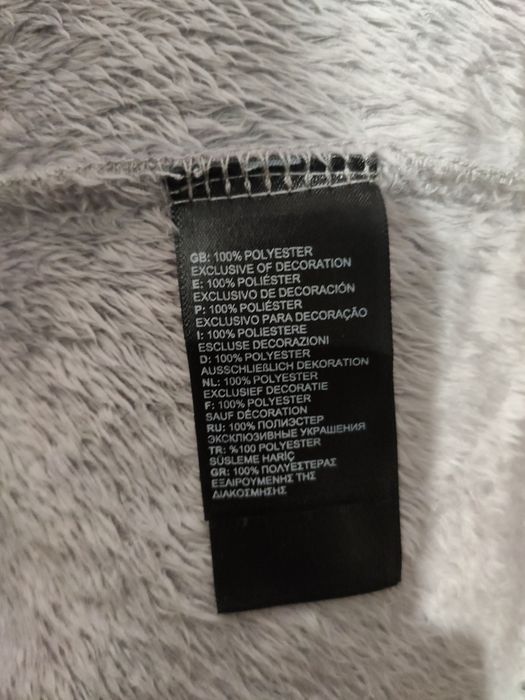 GB: 100% POLYESTER
EXCLUSIVE OF DECORATION
E: 100% POLIÉSTER
EXCLUSIVO DE DECORACIÓN
P: 100% POLIÉSTER
EXCLUSIVO PARA DECORAÇÃO
I: 100% POLIESTERE
ESCLUSE DECORAZIONI
D: 100% POLYESTER
AUSSCHLIEßLICH DEKORATION
NL: 100% POLYESTER
EXCLUSIEF DECORATIE
F: 100% POLYESTER
SAUF DÉCORATION
RU: 100% ПОЛИЭСТЕР
ЭКСКЛЮЗИВНЫЕ УКРАШЕНИЯ
TR: %100 POLYESTER
SÜSLEME HARİÇ
GR: 100% ΠΟΛΥΕΣΤΕΡΑΣ
ΕΞΑΙΡΟΥΜΕΝΗΣ ΤΗΣ
ΔΙΑΚΟΣΜΗΣΗΣ